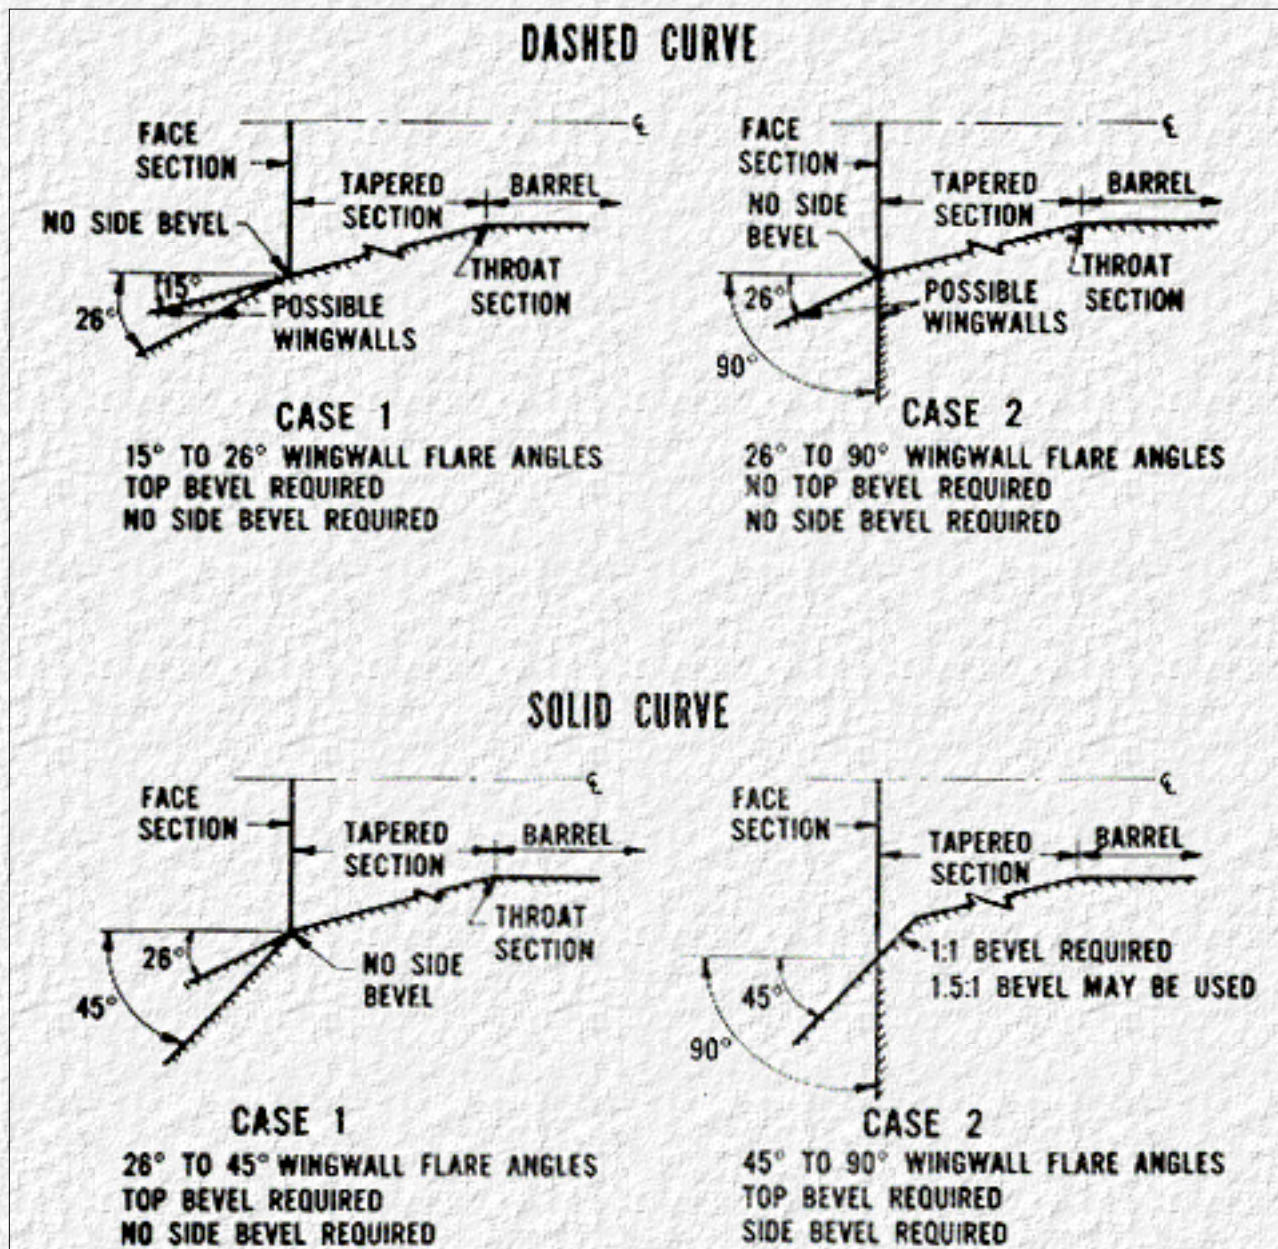 DASHED CURVE
FACE
SECTION
TAPERED
SECTION
BARREL
NO SIDE BEVEL
THROAT
SECTION
15°
26°
POSSIBLE
WINGWALLS
CASE 1
15° TO 26° WINGWALL FLARE ANGLES
TOP BEVEL REQUIRED
NO SIDE BEVEL REQUIRED
FACE
SECTION
TAPERED
SECTION
BARREL
NO SIDE
BEVEL
THROAT
SECTION
26°
POSSIBLE
WINGWALLS
90°
CASE 2
26° TO 90° WINGWALL FLARE ANGLES
NO TOP BEVEL REQUIRED
NO SIDE BEVEL REQUIRED
SOLID CURVE
FACE
SECTION
TAPERED
SECTION
BARREL
THROAT
SECTION
26°
NO SIDE
BEVEL
45°
CASE 1
26° TO 45° WINGWALL FLARE ANGLES
TOP BEVEL REQUIRED
NO SIDE BEVEL REQUIRED
FACE
SECTION
TAPERED
SECTION
BARREL
1:1 BEVEL REQUIRED
1.5:1 BEVEL MAY BE USED
45°
90°
CASE 2
45° TO 90° WINGWALL FLARE ANGLES
TOP BEVEL REQUIRED
SIDE BEVEL REQUIRED